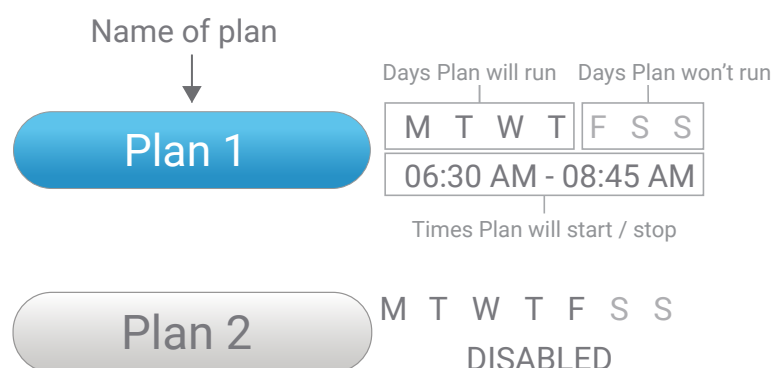 Name of plan
Days Plan will run Days Plan won't run
Plan 1
M T W T F S S
06:30 AM - 08:45 AM
Times Plan will start / stop
Plan 2
M T W T F S S
DISABLED